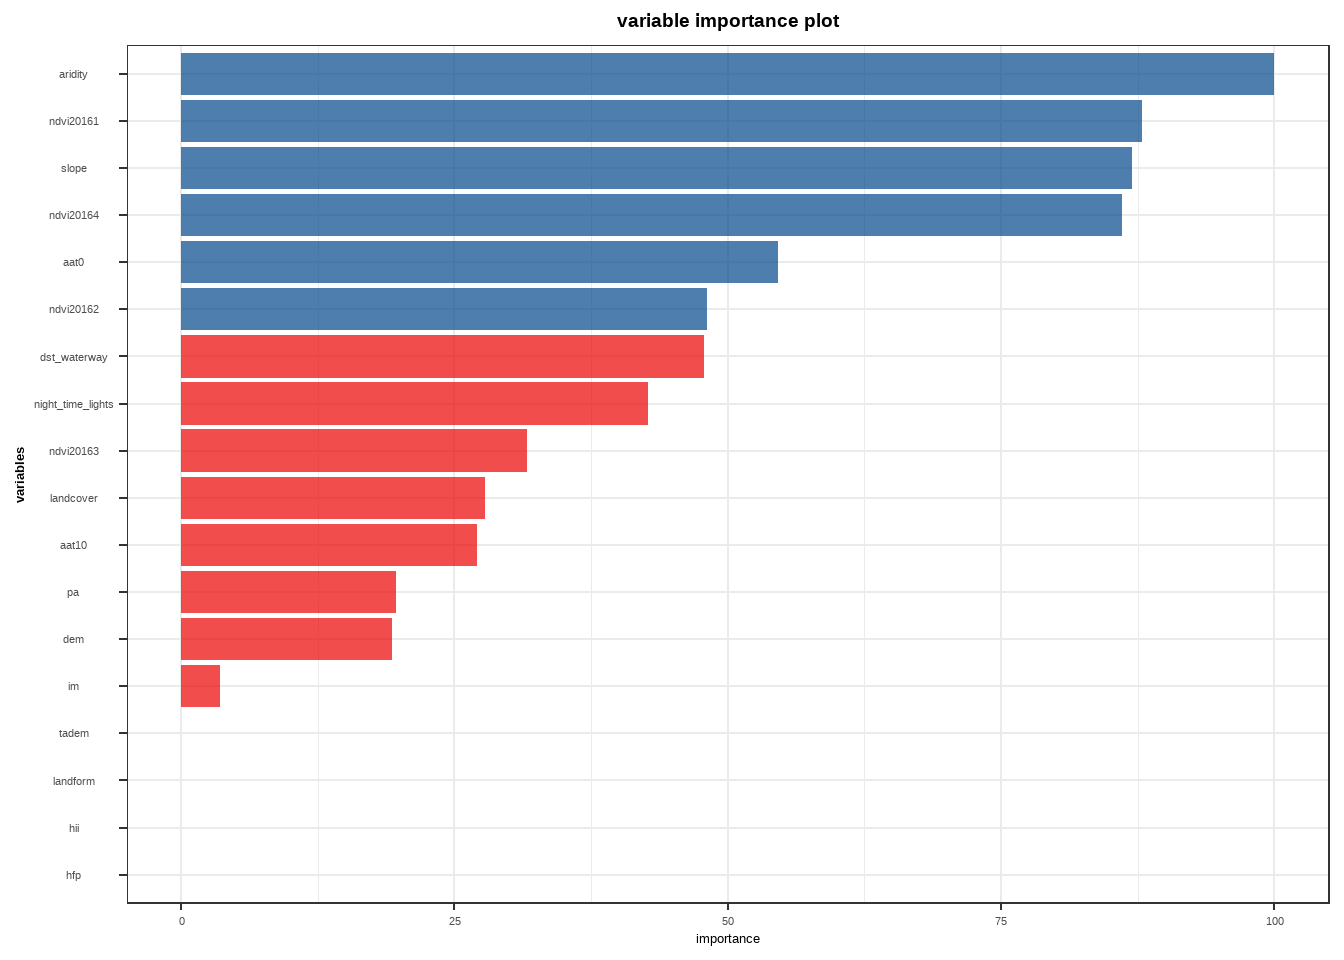 variable importance plot
variables
aridity
ndvi20161
slope
ndvi20164
aat0
ndvi20162
dst_waterway
night_time_lights
ndvi20163
landcover
aat10
pa
dem
im
tadem
landform
hii
hfp
0 25 50 75 100
importance